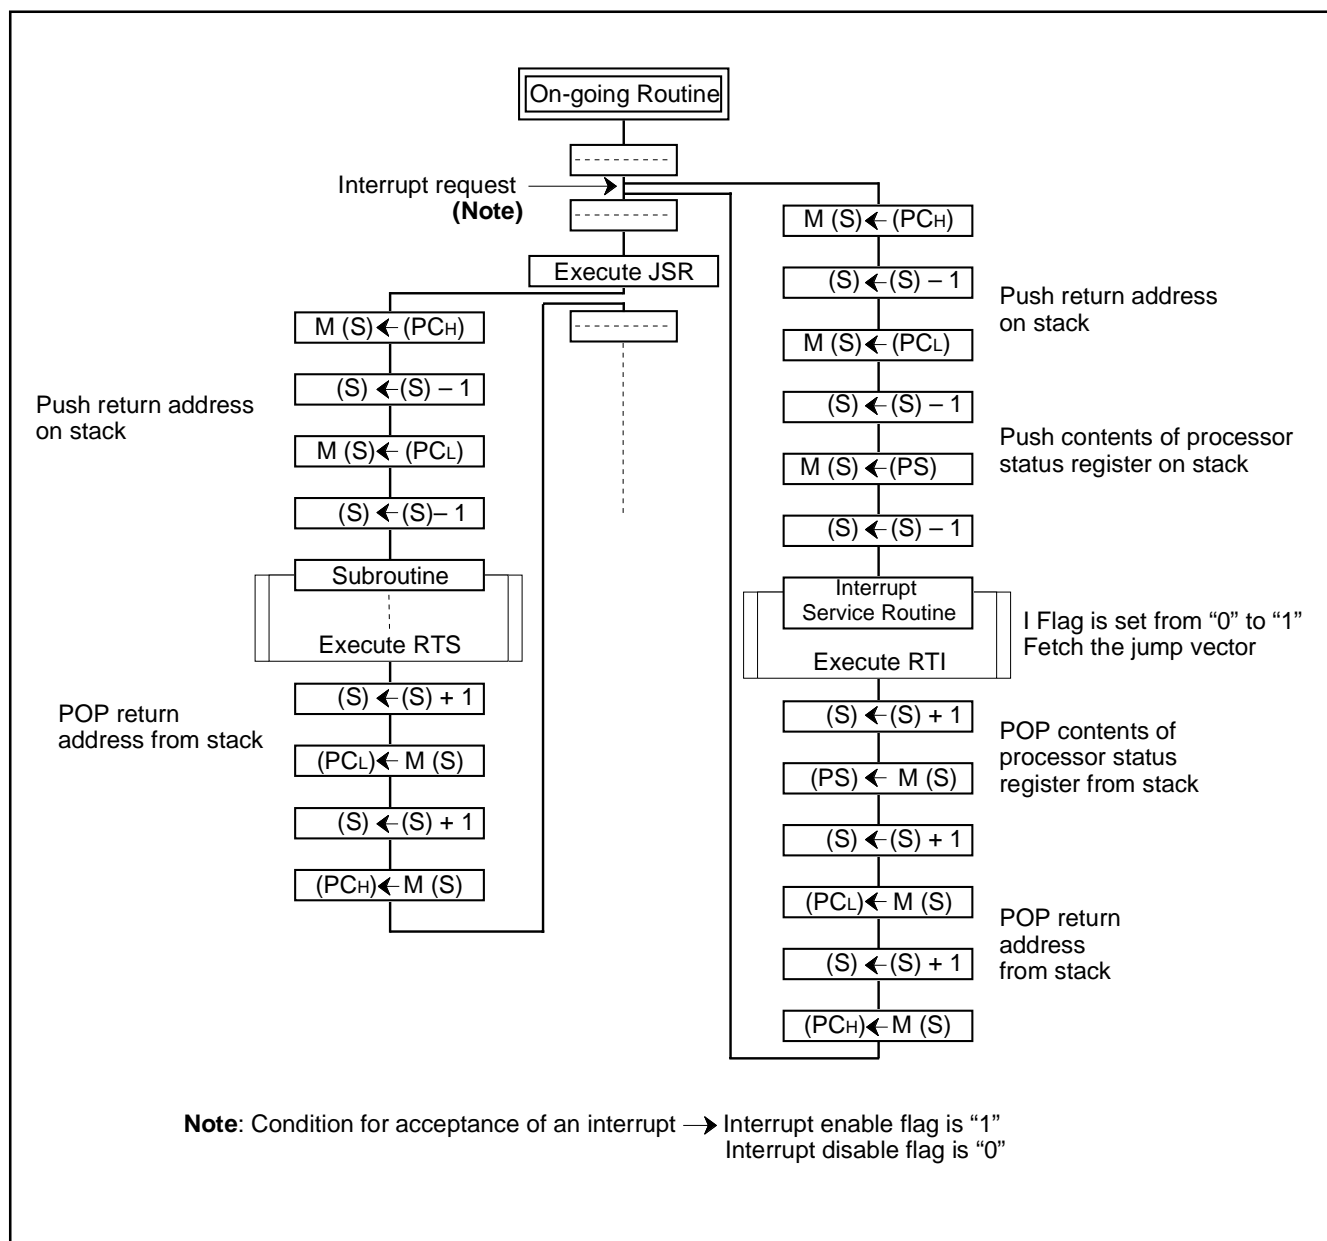 On-going Routine
Interrupt request
(Note)
Execute JSR
M (S) ← (PCH)
(S) ← (S) – 1
M (S) ← (PCL)
(S) ← (S)– 1
Push return address
on stack
Subroutine
Execute RTS
(S) ← (S) + 1
(PCL) ← M (S)
(S) ← (S) + 1
(PCH) ← M (S)
POP return
address from stack
M (S) ← (PCH)
(S) ← (S) – 1
M (S) ← (PCL)
(S) ← (S) – 1
M (S) ← (PS)
(S) ← (S) – 1
Push return address
on stack
Push contents of processor
status register on stack
Interrupt
Service Routine
Execute RTI
I Flag is set from “0” to “1”
Fetch the jump vector
(S) ← (S) + 1
(PS) ← M (S)
(S) ← (S) + 1
(PCL) ← M (S)
(S) ← (S) + 1
(PCH) ← M (S)
POP contents of
processor status
register from stack
POP return
address
from stack
Note: Condition for acceptance of an interrupt → Interrupt enable flag is “1”
Interrupt disable flag is “0”